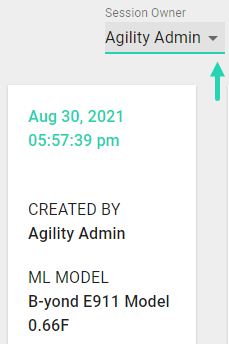 Session Owner
Agility Admin
Aug 30, 2021
05:57:39 pm
CREATED BY
Agility Admin
ML MODEL
B-yond E911 Model
0.66F